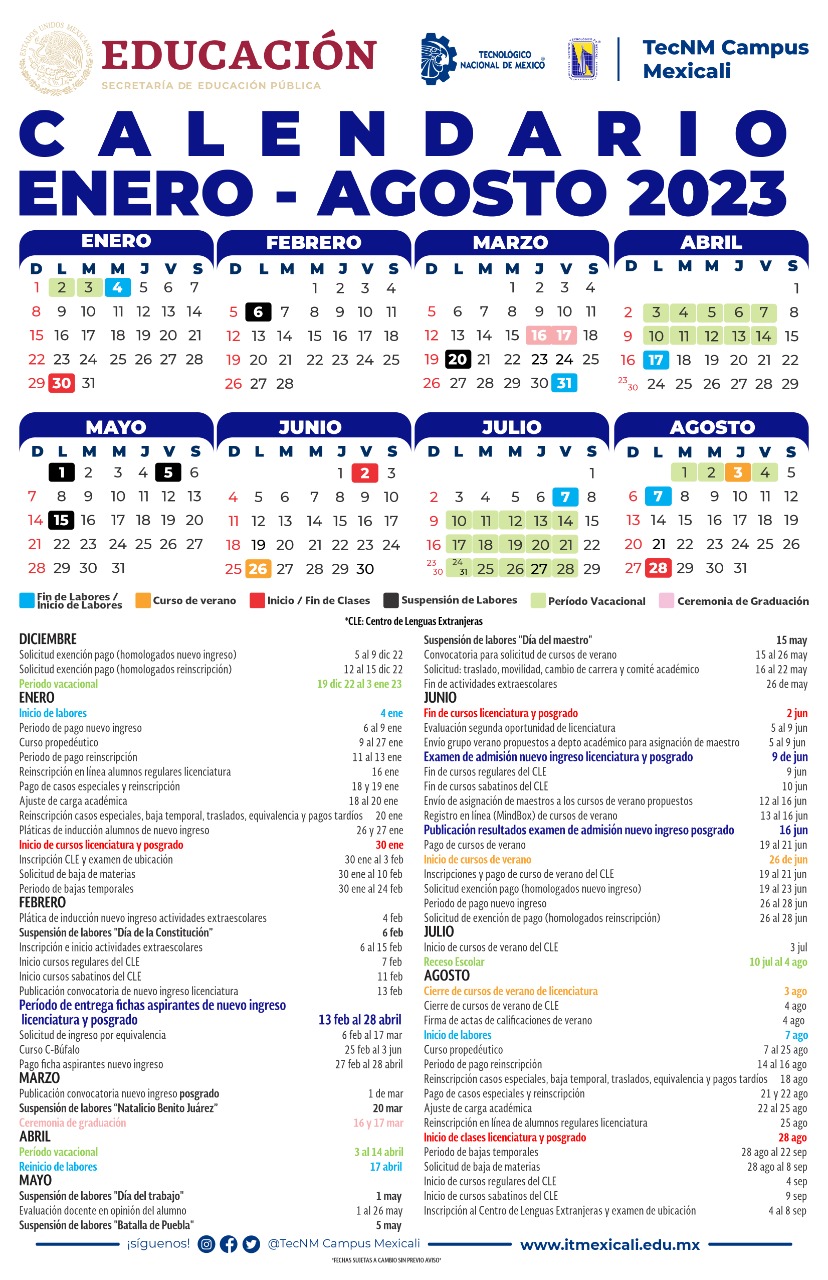 EDUCACIÓN
SECRETARÍA DE EDUCACIÓN PÚBLICA
TECNOLÓGICO
NACIONAL DE MÉXICO
TecNM Campus
Mexicali
CALENDARIO
ENERO - AGOSTO 2023
ENERO
D L M M J V S
1 2 3 4 5 6 7
8 9 10 11 12 13 14
15 16 17 18 19 20 21
22 23 24 25 26 27 28
29 30 31
FEBRERO
D L M M J V S
1 2 3 4
5 6 7 8 9 10 11
12 13 14 15 16 17 18
19 20 21 22 23 24 25
26 27 28
MARZO
D L M M J V S
1 2 3 4
5 6 7 8 9 10 11
12 13 14 15 16 17 18
19 20 21 22 23 24 25
26 27 28 29 30 31
ABRIL
D L M M J V S
1
2 3 4 5 6 7 8
9 10 11 12 13 14 15
16 17 18 19 20 21 22
23 30 24 25 26 27 28 29
MAYO
D L M M J V S
1 2 3 4 5 6
7 8 9 10 11 12 13
14 15 16 17 18 19 20
21 22 23 24 25 26 27
28 29 30 31
JUNIO
D L M M J V S
1 2 3
4 5 6 7 8 9 10
11 12 13 14 15 16 17
18 19 20 21 22 23 24
25 26 27 28 29 30
JULIO
D L M M J V S
1
2 3 4 5 6 7 8
9 10 11 12 13 14 15
16 17 18 19 20 21 22
23 30 24 31 25 26 27 28 29
AGOSTO
D L M M J V S
1 2 3 4 5
6 7 8 9 10 11 12
13 14 15 16 17 18 19
20 21 22 23 24 25 26
27 28 29 30 31
Fin de Labores /
Inicio de Labores
Curso de verano
Inicio / Fin de Clases
Suspensión de Labores
Período Vacacional
Ceremonia de Graduación
*CLE: Centro de Lenguas Extranjeras
DICIEMBRE
Solicitud exención pago (homologados nuevo ingreso) 5 al 9 dic 22
Solicitud exención pago (homologados reinscripción) 12 al 15 dic 22
Periodo vacacional 19 dic 22 al 3 ene 23
ENERO
Inicio de labores 4 ene
Periodo de pago nuevo ingreso 6 al 9 ene
Curso propedéutico 9 al 27 ene
Periodo de pago reinscripción 11 al 13 ene
Reinscripción en línea alumnos regulares licenciatura 16 ene
Pago de casos especiales y reinscripción 18 y 19 ene
Ajuste de carga académica 18 al 20 ene
Reinscripción casos especiales, baja temporal, traslados, equivalencia y pagos tardíos 20 ene
Pláticas de inducción alumnos de nuevo ingreso 26 y 27 ene
Inicio de cursos licenciatura y posgrado 30 ene
Inscripción CLE y examen de ubicación 30 ene al 3 feb
Solicitud de baja de materias 30 ene al 10 feb
Periodo de bajas temporales 30 ene al 24 feb
FEBRERO
Plática de inducción nuevo ingreso actividades extraescolares 4 feb
Suspensión de labores "Día de la Constitución" 6 feb
Inscripción e inicio actividades extraescolares 6 al 15 feb
Inicio cursos regulares del CLE 7 feb
Inicio cursos sabatinos del CLE 11 feb
Publicación convocatoria de nuevo ingreso licenciatura 13 feb
Período de entrega fichas aspirantes de nuevo ingreso
licenciatura y posgrado 13 feb al 28 abril
Solicitud de ingreso por equivalencia 6 feb al 17 mar
Curso C-Búfalo 25 feb al 3 jun
Pago ficha aspirantes nuevo ingreso 27 feb al 28 abril
MARZO
Publicación convocatoria nuevo ingreso posgrado 1 de mar
Suspensión de labores "Natalicio Benito Juárez" 20 mar
Ceremonia de graduación 16 y 17 mar
ABRIL
Período vacacional 3 al 14 abril
Reinicio de labores 17 abril
MAYO
Suspensión de labores "Día del trabajo" 1 may
Evaluación docente en opinión del alumno 1 al 26 may
Suspensión de labores "Batalla de Puebla" 5 may
Suspensión de labores "Día del maestro" 15 may
Convocatoria para solicitud de cursos de verano 15 al 26 may
Solicitud: traslado, movilidad, cambio de carrera y comité académico 16 al 22 may
Fin de actividades extraescolares 26 de may
JUNIO
Fin de cursos licenciatura y posgrado 2 jun
Evaluación segunda oportunidad de licenciatura 5 al 9 jun
Envío grupo verano propuestos a depto académico para asignación de maestro 5 al 9 jun
Examen de admisión nuevo ingreso licenciatura y posgrado 9 de jun
Fin de cursos regulares del CLE 9 jun
Fin de cursos sabatinos del CLE 10 jun
Envío de asignación de maestros a los cursos de verano propuestos 12 al 16 jun
Registro en línea (MindBox) de cursos de verano 13 al 16 jun
Publicación resultados examen de admisión nuevo ingreso posgrado 16 jun
Pago de cursos de verano 19 al 21 jun
Inicio de cursos de verano 26 de jun
Inscripciones y pago de curso de verano del CLE 19 al 21 jun
Solicitud exención pago (homologados nuevo ingreso) 19 al 23 jun
Periodo de pago nuevo ingreso 26 al 28 jun
Solicitud de exención de pago (homologados reinscripción) 26 al 28 jun
JULIO
Inicio de cursos de verano del CLE 3 jul
Receso Escolar 10 jul al 4 ago
AGOSTO
Cierre de cursos de verano de licenciatura 3 ago
Cierre de cursos de verano de CLE 4 ago
Firma de actas de calificaciones de verano 4 ago
Inicio de labores 7 ago
Curso propedéutico 7 al 25 ago
Periodo de pago reinscripción 14 al 16 ago
Reinscripción casos especiales, baja temporal, traslados, equivalencia y pagos tardíos 18 ago
Pago de casos especiales y reinscripción 21 y 22 ago
Ajuste de carga académica 22 al 25 ago
Reinscripción en línea de alumnos regulares licenciatura 25 ago
Inicio de clases licenciatura y posgrado 28 ago
Periodo de bajas temporales 28 ago al 22 sep
Solicitud de baja de materias 28 ago al 8 sep
Inicio de cursos regulares del CLE 4 sep
Inicio de cursos sabatinos del CLE 9 sep
Inscripción al Centro de Lenguas Extranjeras y examen de ubicación 4 al 8 sep
¡síguenos! @TecNM Campus Mexicali www.itmexicali.edu.mx
*FECHAS SUJETAS A CAMBIO SIN PREVIO AVISO*